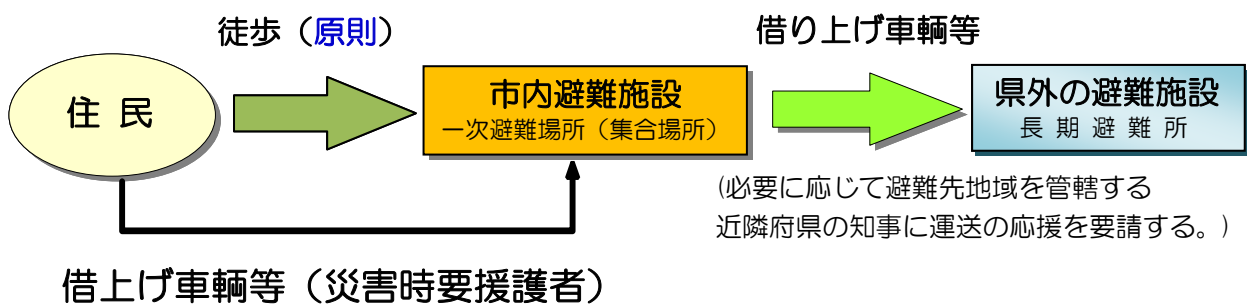 徒歩（原則）
借り上げ車輌等
住 民
市内避難施設
一次避難場所（集合場所）
県外の避難施設
長 期 避 難 所
（必要に応じて避難先地域を管轄する
近隣府県の知事に運送の応援を要請する。）
借上げ車輌等（災害時要援護者）